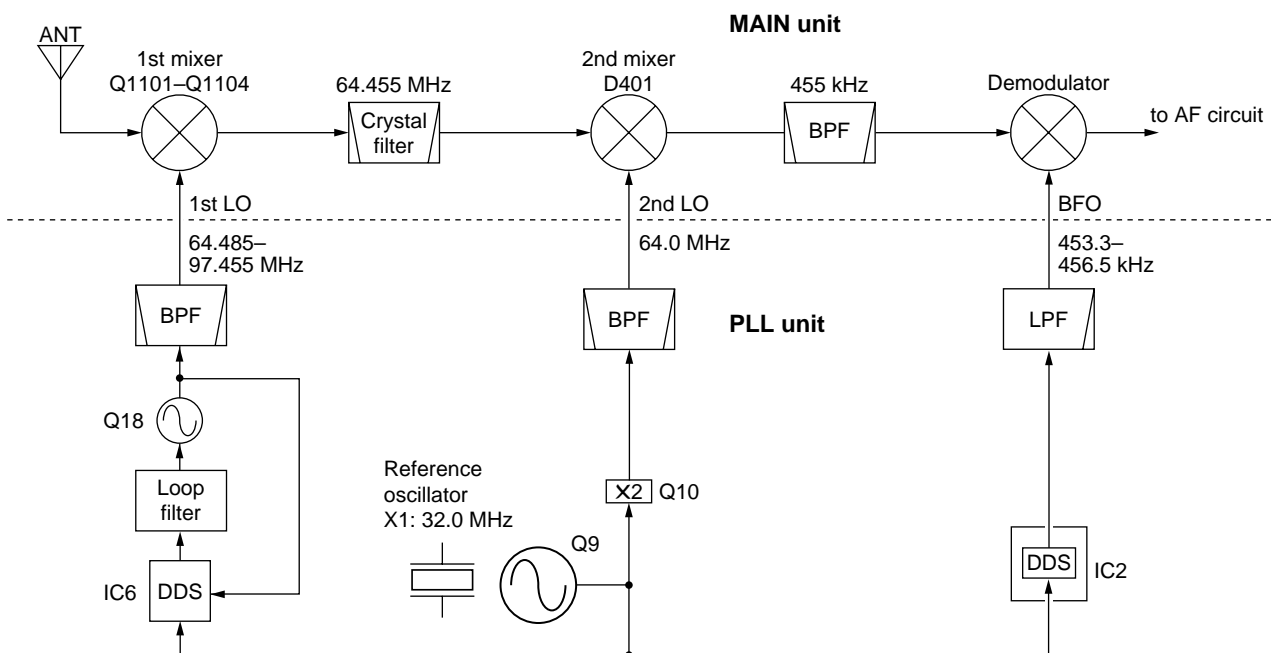 MAIN unit
ANT
1st mixer
Q1101–Q1104
64.455 MHz
Crystal
filter
2nd mixer
D401
455 kHz
BPF
Demodulator
to AF circuit
1st LO
2nd LO
BFO
64.485–
97.455 MHz
64.0 MHz
453.3–
456.5 kHz
BPF
BPF
PLL unit
LPF
Q18
Loop
filter
Reference
oscillator
X1: 32.0 MHz
X2
Q10
Q9
IC6
DDS
DDS
IC2